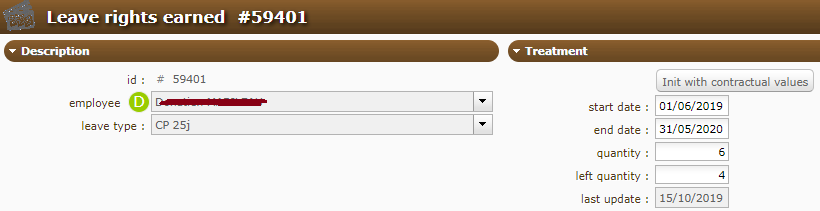 Leave rights earned #59401
Description
id : # 59401
employee D
leave type : CP 25j
Treatment
Init with contractual values
start date : 01/06/2019
end date : 31/05/2020
quantity : 6
left quantity : 4
last update : 15/10/2019